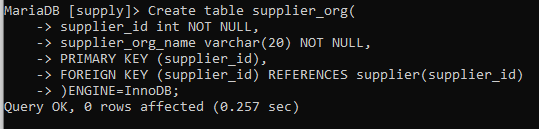 MariaDB [supply]> Create table supplier_org(
    -> supplier_id int NOT NULL,
    -> supplier_org_name varchar(20) NOT NULL,
    -> PRIMARY KEY (supplier_id),
    -> FOREIGN KEY (supplier_id) REFERENCES supplier(supplier_id)
    -> )ENGINE=InnoDB;
Query OK, 0 rows affected (0.257 sec)